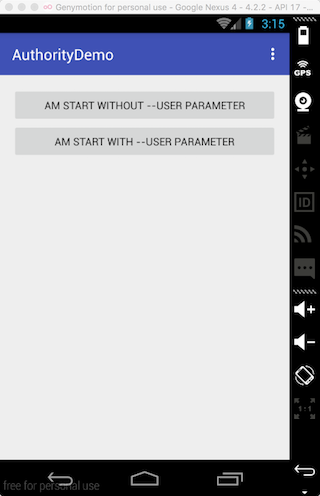 Genymotion for personal use - Google Nexus 4 - 4.2.2 - API 17 -...
3:15
AuthorityDemo
GPS
AM START WITHOUT --USER PARAMETER
AM START WITH --USER PARAMETER
ID
1:1
free for personal use